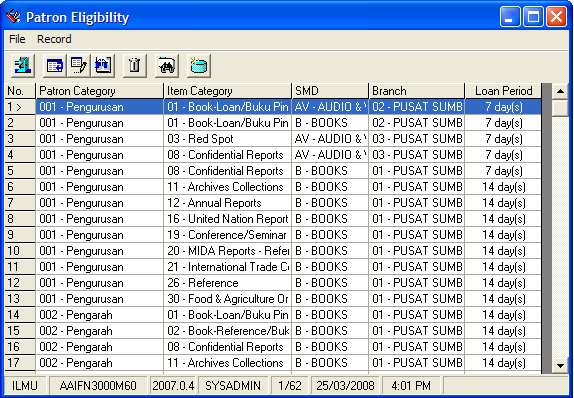 Patron Eligibility
File Record
No. Patron Category Item Category SMD Branch Loan Period
1 > 001 - Pengurusan 01 - Book-Loan/Buku Pin AV - AUDIO & V 02 - PUSAT SUMB 7 day(s)
2 001 - Pengurusan 01 - Book-Loan/Buku Pin B - BOOKS 02 - PUSAT SUMB 7 day(s)
3 001 - Pengurusan 03 - Red Spot AV - AUDIO & V 03 - PUSAT SUMB 7 day(s)
4 001 - Pengurusan 08 - Confidential Reports AV - AUDIO & V 03 - PUSAT SUMB 7 day(s)
5 001 - Pengurusan 08 - Confidential Reports B - BOOKS 01 - PUSAT SUMB 7 day(s)
6 001 - Pengurusan 11 - Archives Collections B - BOOKS 01 - PUSAT SUMB 14 day(s)
7 001 - Pengurusan 12 - Annual Reports B - BOOKS 01 - PUSAT SUMB 14 day(s)
8 001 - Pengurusan 16 - United Nation Report B - BOOKS 01 - PUSAT SUMB 14 day(s)
9 001 - Pengurusan 19 - Conference/Seminar B - BOOKS 01 - PUSAT SUMB 14 day(s)
10 001 - Pengurusan 20 - MIDA Reports - Refe B - BOOKS 01 - PUSAT SUMB 14 day(s)
11 001 - Pengurusan 21 - International Trade C B - BOOKS 01 - PUSAT SUMB 14 day(s)
12 001 - Pengurusan 26 - Reference B - BOOKS 01 - PUSAT SUMB 14 day(s)
13 001 - Pengurusan 30 - Food & Agriculture Or B - BOOKS 01 - PUSAT SUMB 14 day(s)
14 002 - Pengarah 01 - Book-Loan/Buku Pin B - BOOKS 01 - PUSAT SUMB 14 day(s)
15 002 - Pengarah 02 - Book-Reference/Buk B - BOOKS 01 - PUSAT SUMB 14 day(s)
16 002 - Pengarah 08 - Confidential Reports B - BOOKS 01 - PUSAT SUMB 14 day(s)
17 002 - Pengarah 11 - Archives Collections B - BOOKS 01 - PUSAT SUMB 14 day(s)
ILMU AAIFN3000M60 2007.0.4 SYSADMIN 1/62 25/03/2008 4:01 PM